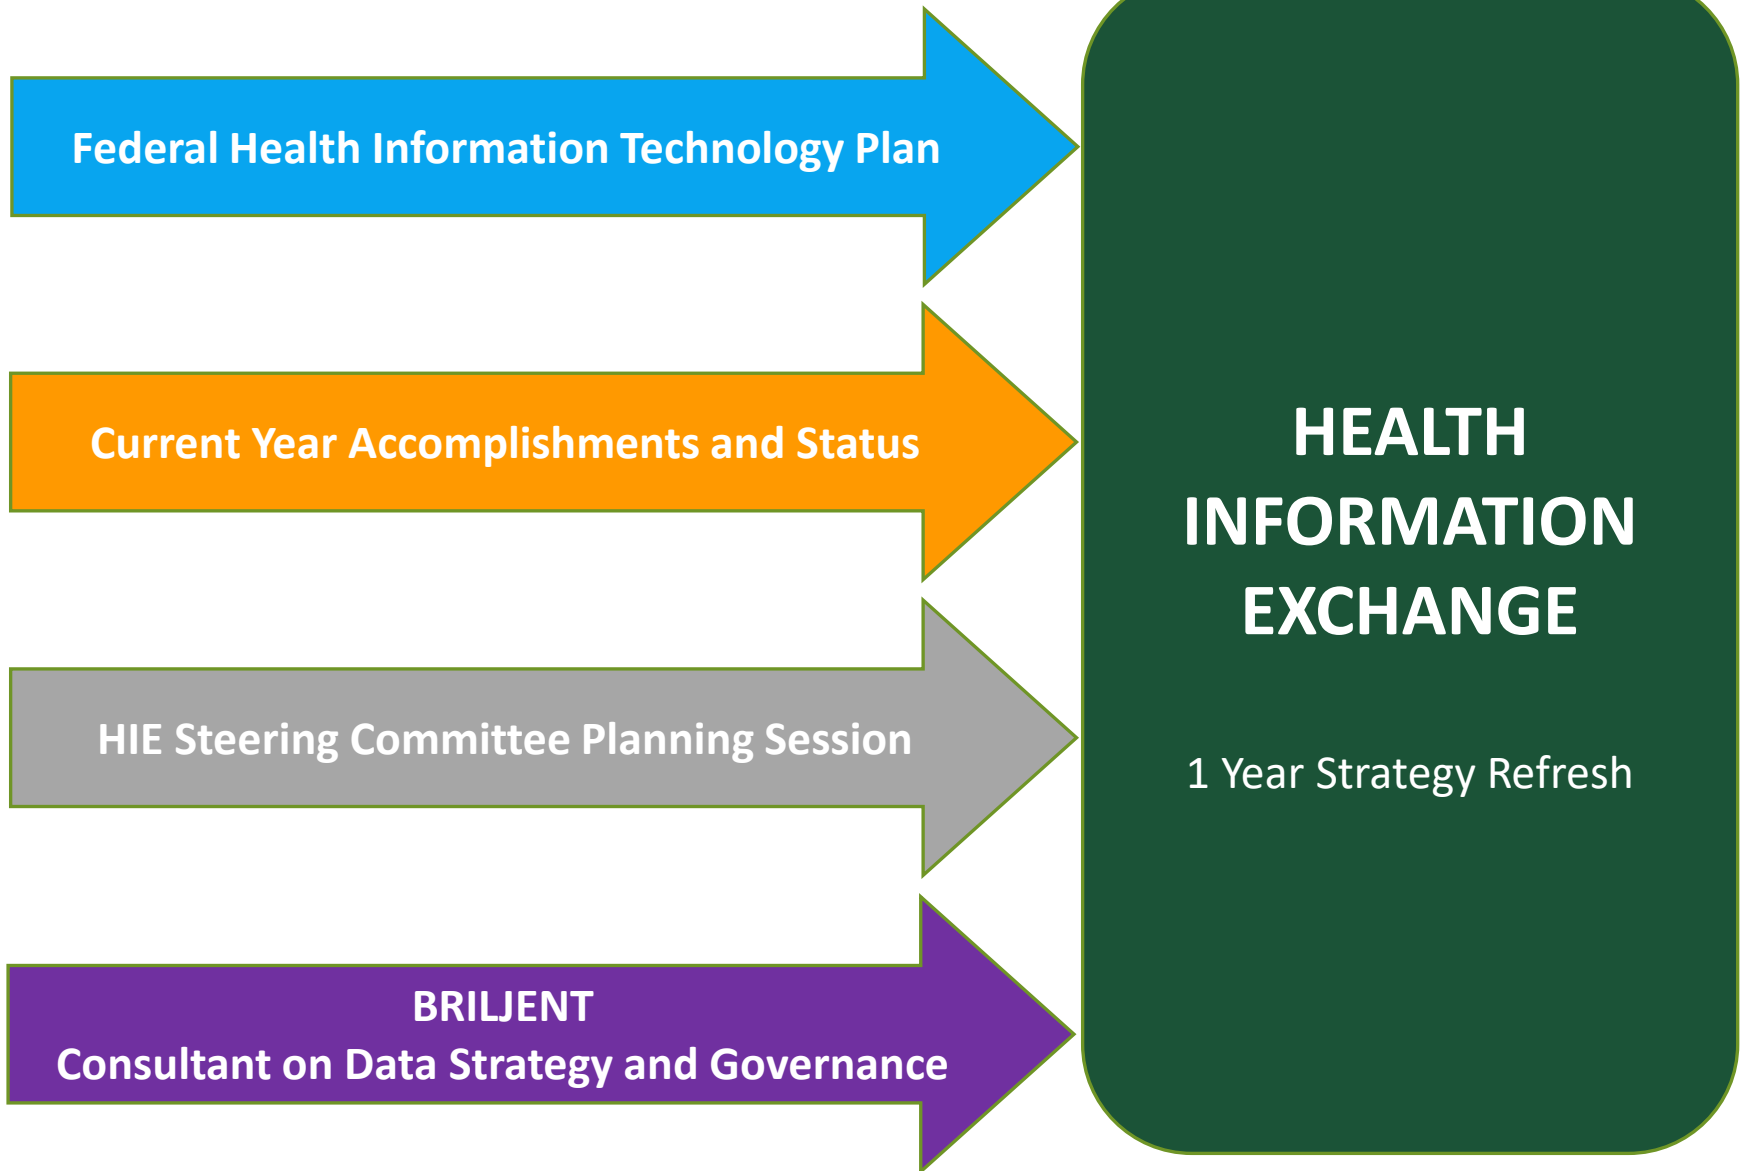 Federal Health Information Technology Plan
Current Year Accomplishments and Status
HIE Steering Committee Planning Session
BRILJENT
Consultant on Data Strategy and Governance
HEALTH
INFORMATION
EXCHANGE
1 Year Strategy Refresh